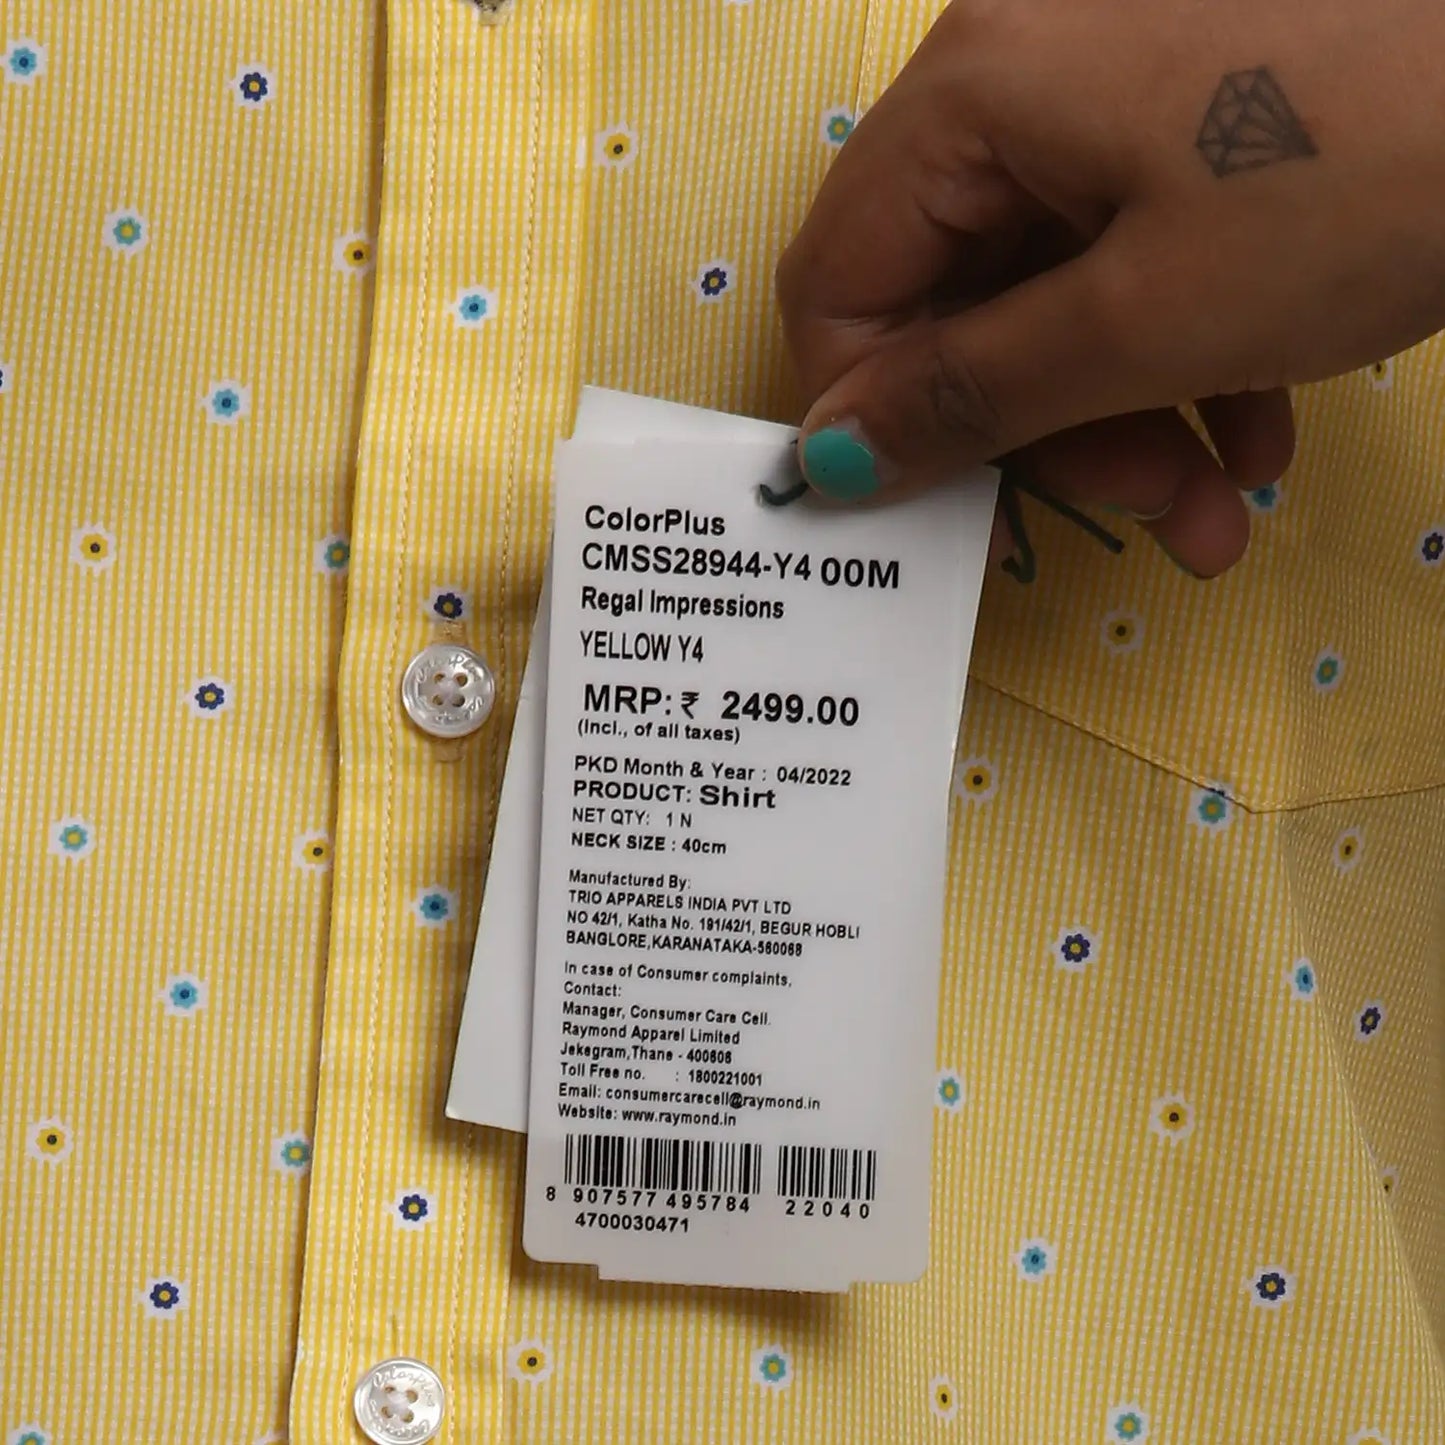 ColorPlus
CMSS28944-Y4 00M
Regal Impressions
YELLOW Y4
MRP: ₹ 2499.00
(Incl., of all taxes)
PKD Month & Year : 04/2022
PRODUCT: Shirt
NET QTY: 1 N
NECK SIZE : 40cm
Manufactured By:
TRIO APPARELS INDIA PVT LTD
NO 42/1, Katha No. 191/42/1, BEGUR HOBLI
BANGLORE,KARANATAKA-560068
In case of Consumer complaints,
Contact:
Manager, Consumer Care Cell.
Raymond Apparel Limited
Jekegram,Thane - 400606
Toll Free no. : 1800221001
Email: consumercarecell@raymond.in
Website: www.raymond.in
8 907577 495784 22040
4700030471
ColorPlus